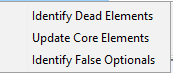 Identify Dead Elements
Update Core Elements
Identify False Optionals